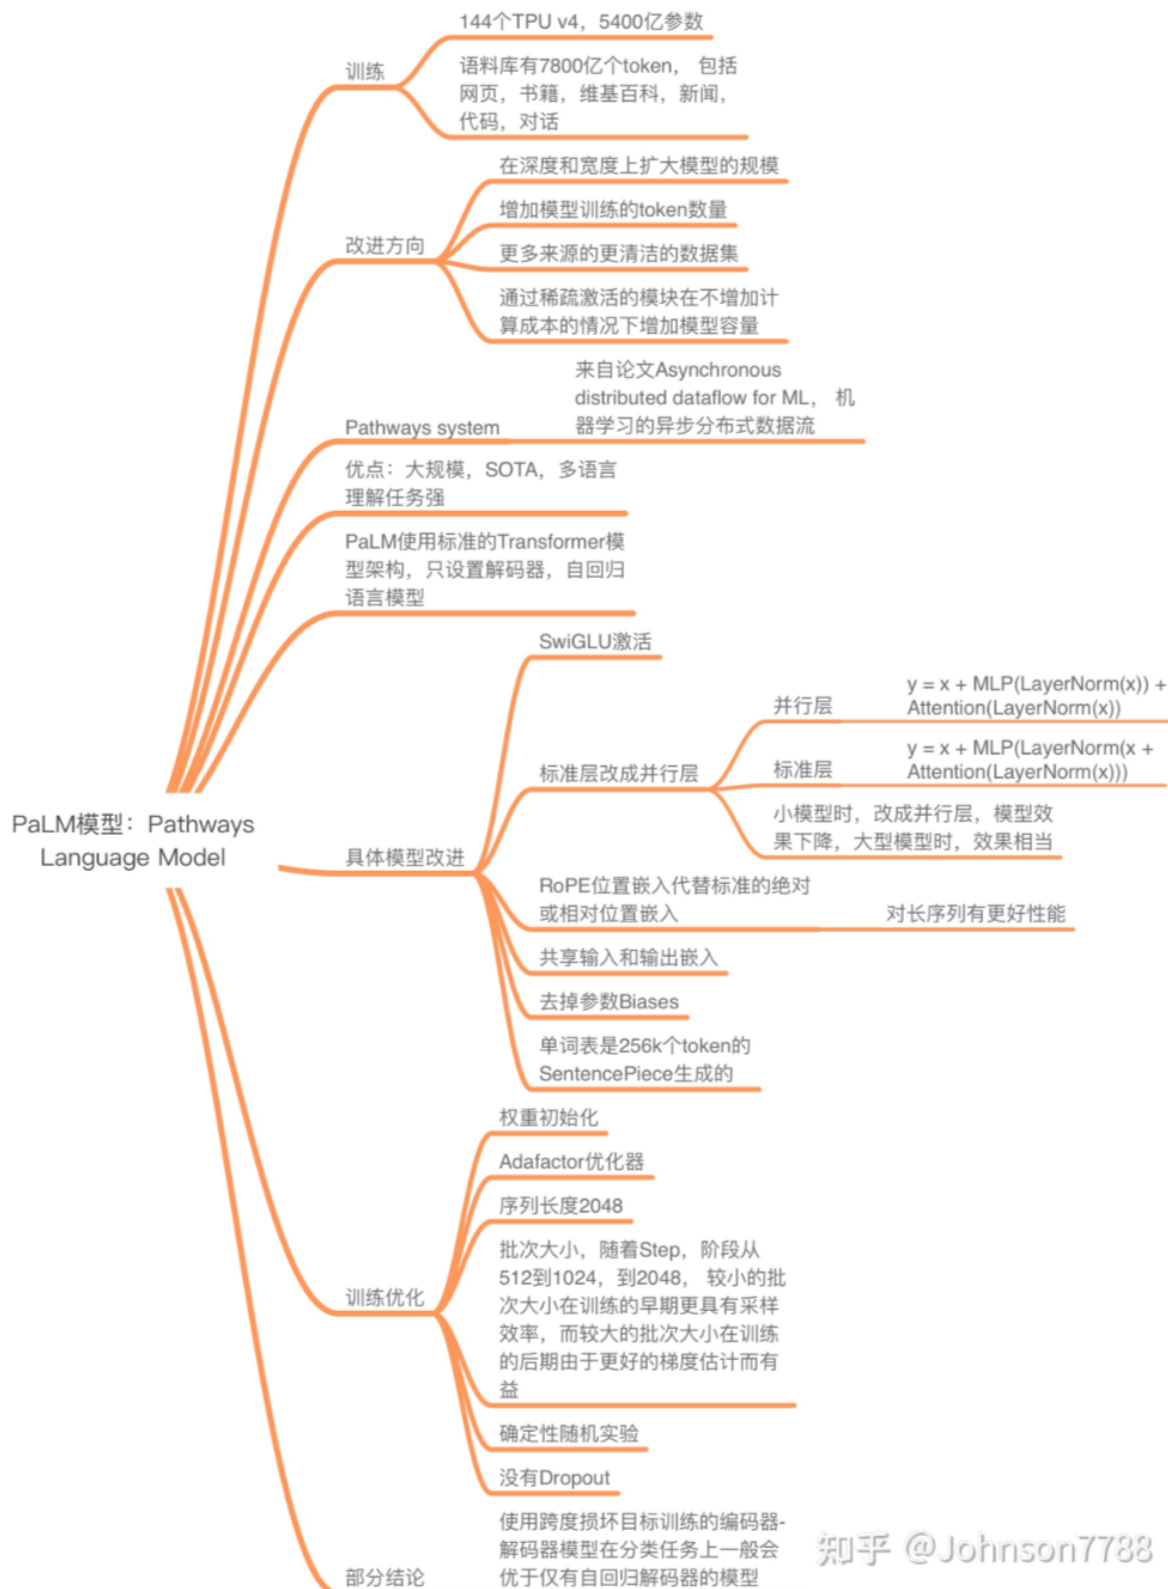 144个TPU v4，5400亿参数
训练
语料库有7800亿个token， 包括
网页，书籍，维基百科，新闻，
代码，对话
在深度和宽度上扩大模型的规模
增加模型训练的token数量
改进方向
更多来源的更清洁的数据集
通过稀疏激活的模块在不增加计
算成本的情况下增加模型容量
来自论文Asynchronous
distributed dataflow for ML， 机
器学习的异步分布式数据流
Pathways system
优点：大规模，SOTA，多语言
理解任务强
PaLM使用标准的Transformer模
型架构，只设置解码器，自回归
语言模型
SwiGLU激活
y = x + MLP(LayerNorm(x)) +
Attention(LayerNorm(x))
并行层
标准层改成并行层
y = x + MLP(LayerNorm(x +
Attention(LayerNorm(x)))
标准层
小模型时，改成并行层，模型效
果下降，大型模型时，效果相当
PaLM模型：Pathways
Language Model
具体模型改进
RoPE位置嵌入代替标准的绝对
或相对位置嵌入
对长序列有更好性能
共享输入和输出嵌入
去掉参数Biases
单词表是256k个token的
SentencePiece生成的
权重初始化
Adafactor优化器
序列长度2048
训练优化
批次大小，随着Step，阶段从
512到1024，到2048， 较小的批
次大小在训练的早期更具有采样
效率，而较大的批次大小在训练
的后期由于更好的梯度估计而有
益
确定性随机实验
没有Dropout
部分结论
使用跨度损坏目标训练的编码器-
解码器模型在分类任务上一般会
优于仅有自回归解码器的模型
知乎 @Johnson7788